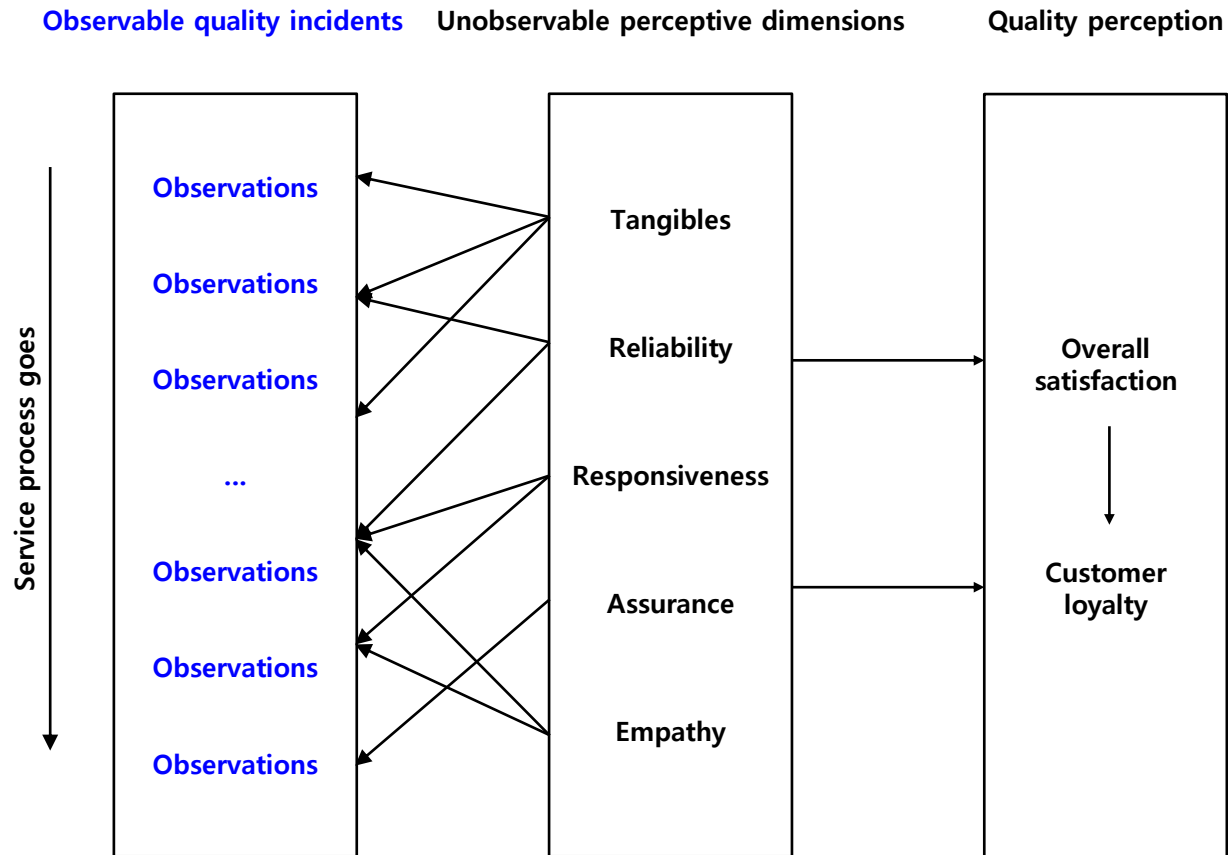 Observable quality incidents
Unobservable perceptive dimensions
Quality perception
Service process goes
Observations
Observations
Observations
...
Observations
Observations
Observations
Tangibles
Reliability
Responsiveness
Assurance
Empathy
Overall
satisfaction
Customer
loyalty